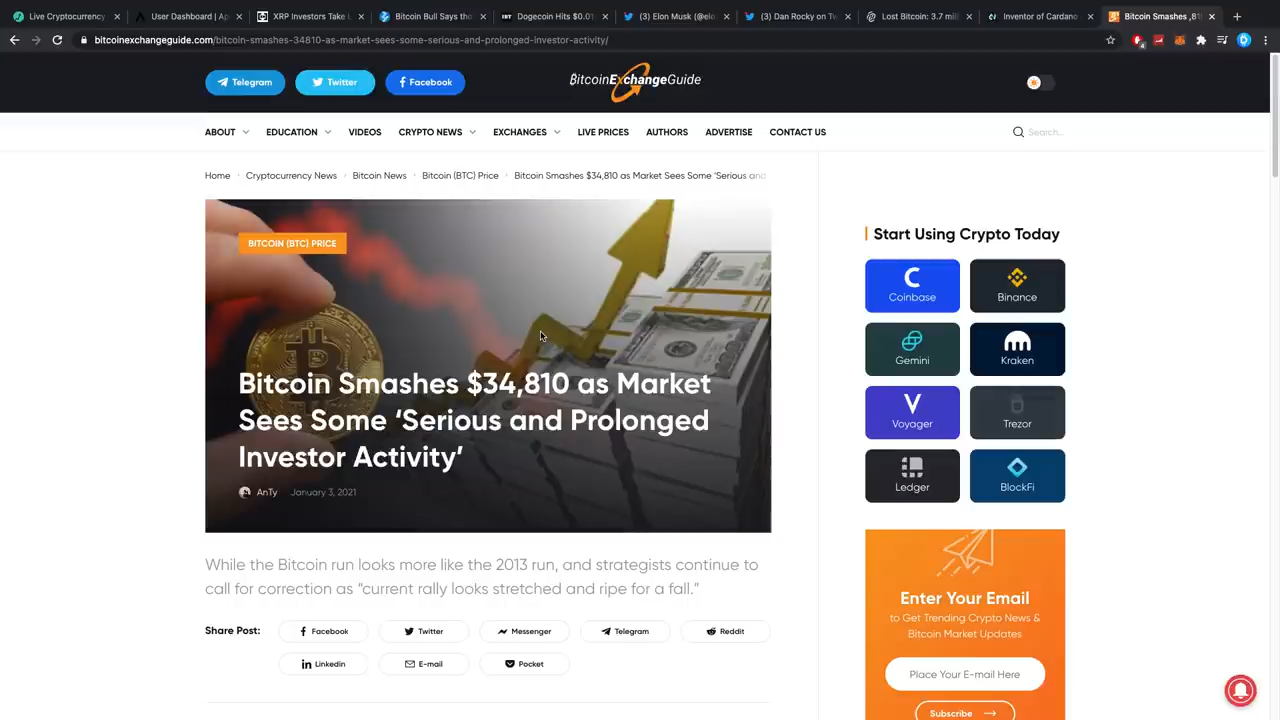 Live Cryptocurrency
User Dashboard | Ap
XRP Investors Take L
Bitcoin Bull Says tho
Dogecoin Hits $0.01
(3) Elon Musk (@elo
(3) Dan Rocky on Tw
Lost Bitcoin: 3.7 mil
Inventor of Cardano
Bitcoin Smashes ,81
bitcoinexchangeguide.com/bitcoin-smashes-34810-as-market-sees-some-serious-and-prolonged-investor-activity/
Telegram
Twitter
Facebook
BitcoinExchangeGuide
ABOUT
EDUCATION
VIDEOS
CRYPTO NEWS
EXCHANGES
LIVE PRICES
AUTHORS
ADVERTISE
CONTACT US
Search...
Home
Cryptocurrency News
Bitcoin News
Bitcoin (BTC) Price
Bitcoin Smashes $34,810 as Market Sees Some ‘Serious and
BITCOIN (BTC) PRICE
Bitcoin Smashes $34,810 as Market
Sees Some ‘Serious and Prolonged
Investor Activity’
AnTy January 3, 2021
While the Bitcoin run looks more like the 2013 run, and strategists continue to
call for correction as “current rally looks stretched and ripe for a fall.”
Share Post:
Facebook
Twitter
Messenger
Telegram
Reddit
Linkedin
E-mail
Pocket
Start Using Crypto Today
Coinbase
Binance
Gemini
Kraken
Voyager
Trezor
Ledger
BlockFi
Enter Your Email
to Get Trending Crypto News &
Bitcoin Market Updates
Place Your E-mail Here
Subscribe